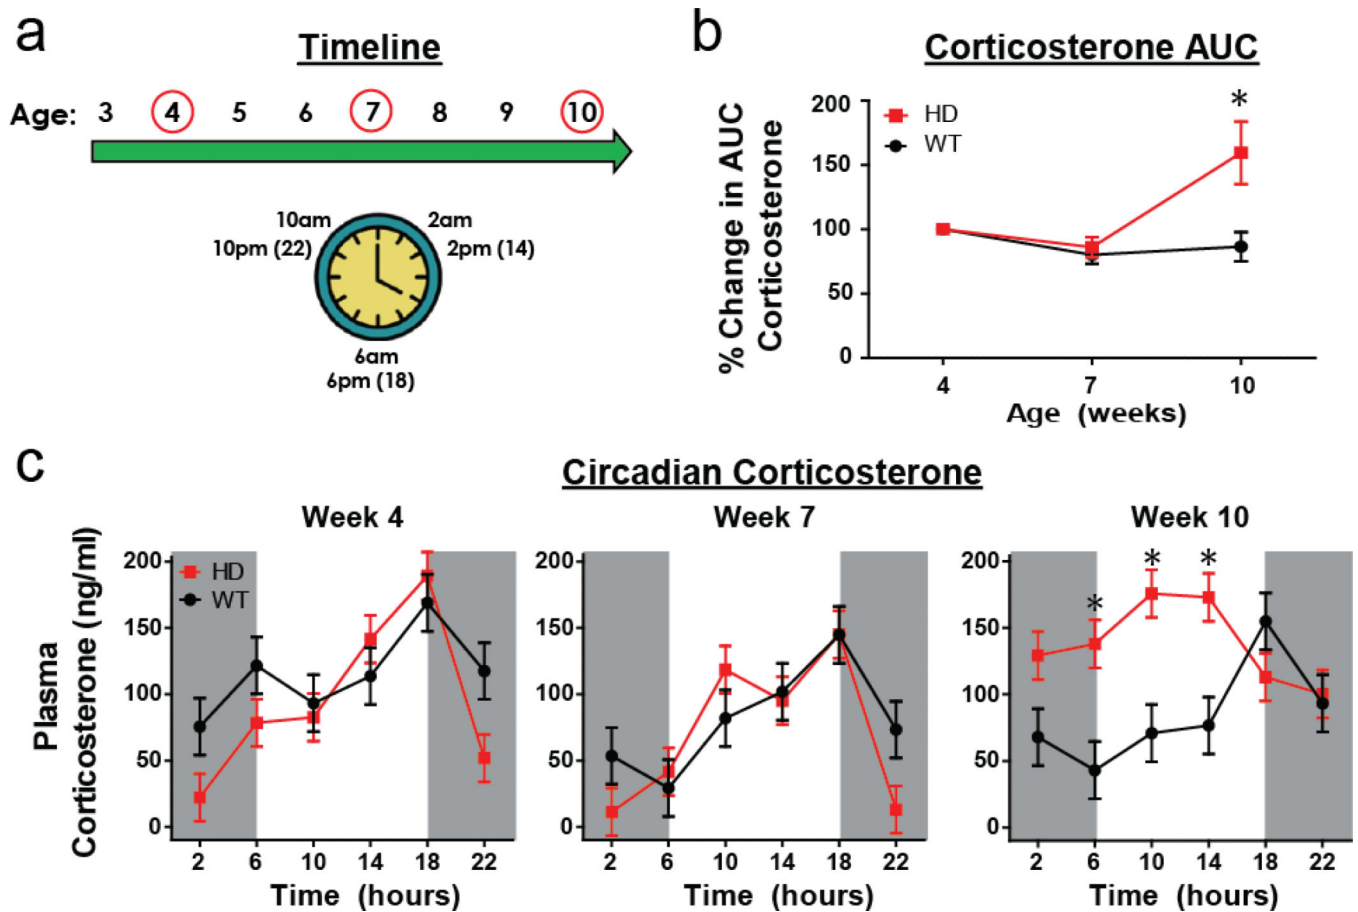 a
Timeline
Age: 3 4 5 6 7 8 9 10
10am 2am
10pm (22) 2pm (14)
6am
6pm (18)
b
Corticosterone AUC
% Change in AUC
Corticosterone
200
150
100
50
0
HD
WT
*
4 7 10
Age (weeks)
c
Circadian Corticosterone
Plasma
Corticosterone (ng/ml)
Week 4
200
150
100
50
0
HD
WT
2 6 10 14 18 22
Time (hours)
Week 7
200
150
100
50
0
2 6 10 14 18 22
Time (hours)
Week 10
200
150
100
50
0
* * *
2 6 10 14 18 22
Time (hours)